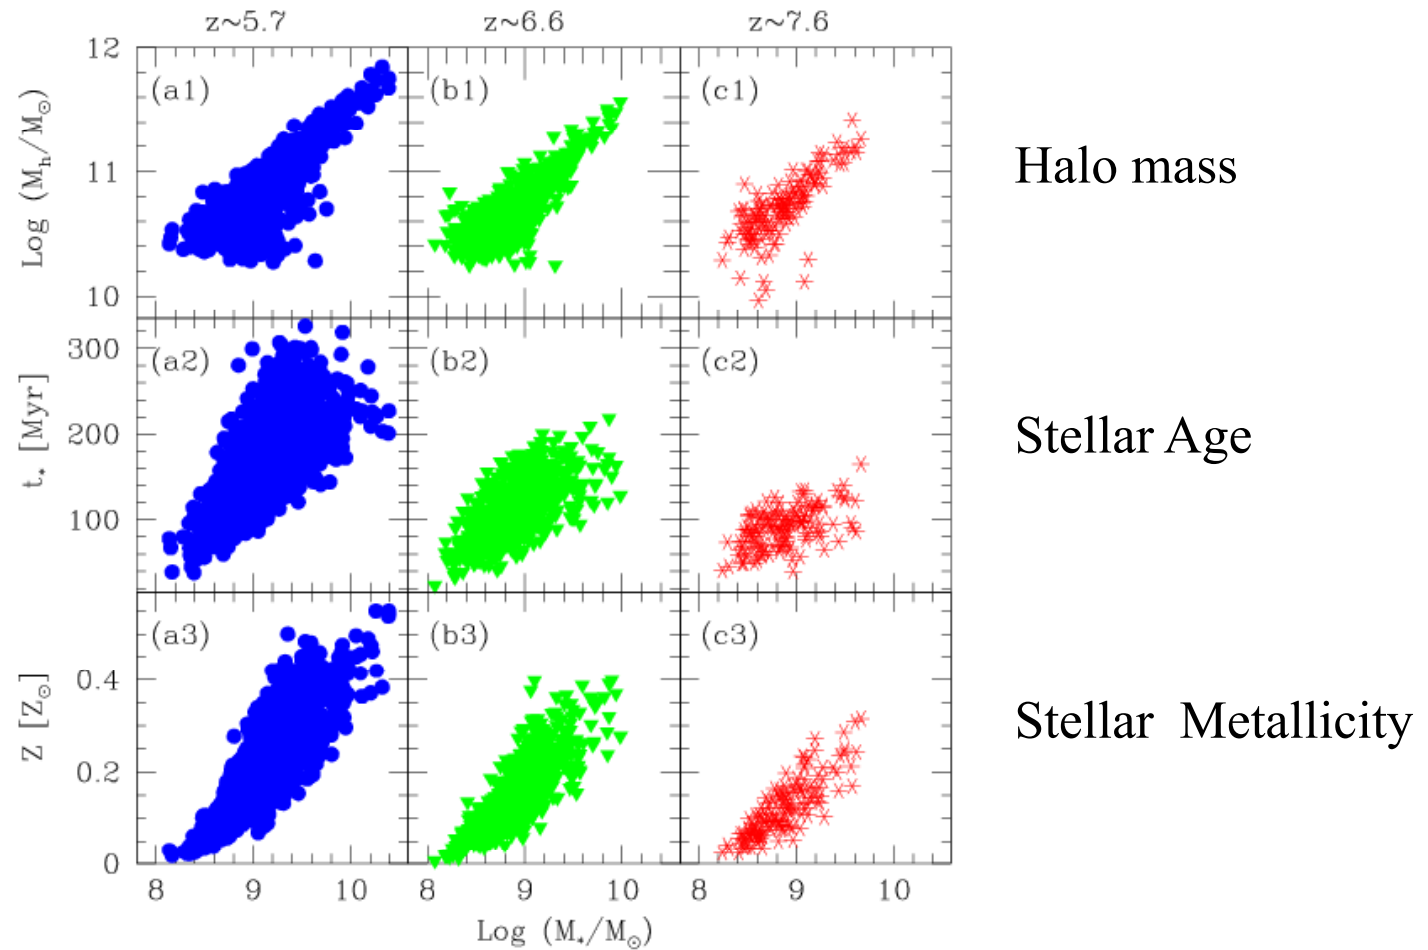 z~5.7 z~6.6 z~7.6
12
(a1) (b1) (c1)
Log (Mₕ/M⊙)
11
10
Halo mass
300
(a2) (b2) (c2)
t* [Myr]
200
100
Stellar Age
(a3) (b3) (c3)
Z [Z⊙]
0.4
0.2
0
Stellar Metallicity
8 9 10 8 9 10 8 9 10
Log (M*/M⊙)